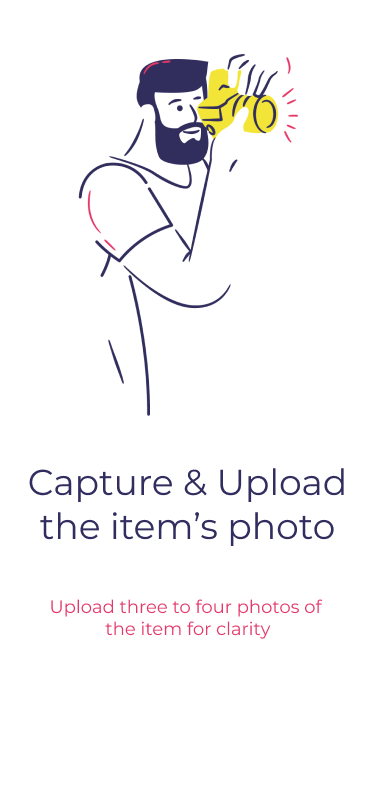 Capture & Upload
the item’s photo
Upload three to four photos of
the item for clarity